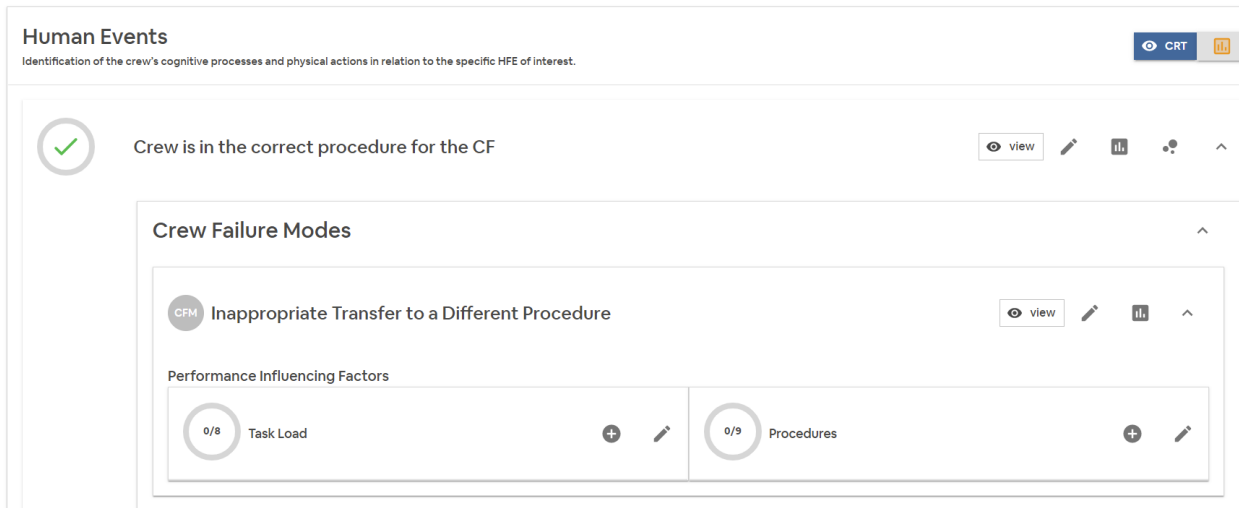 Human Events
Identification of the crew's cognitive processes and physical actions in relation to the specific HFE of interest.
CRT
Crew is in the correct procedure for the CF
view
Crew Failure Modes
CFM Inappropriate Transfer to a Different Procedure
view
Performance Influencing Factors
0/8 Task Load
0/9 Procedures